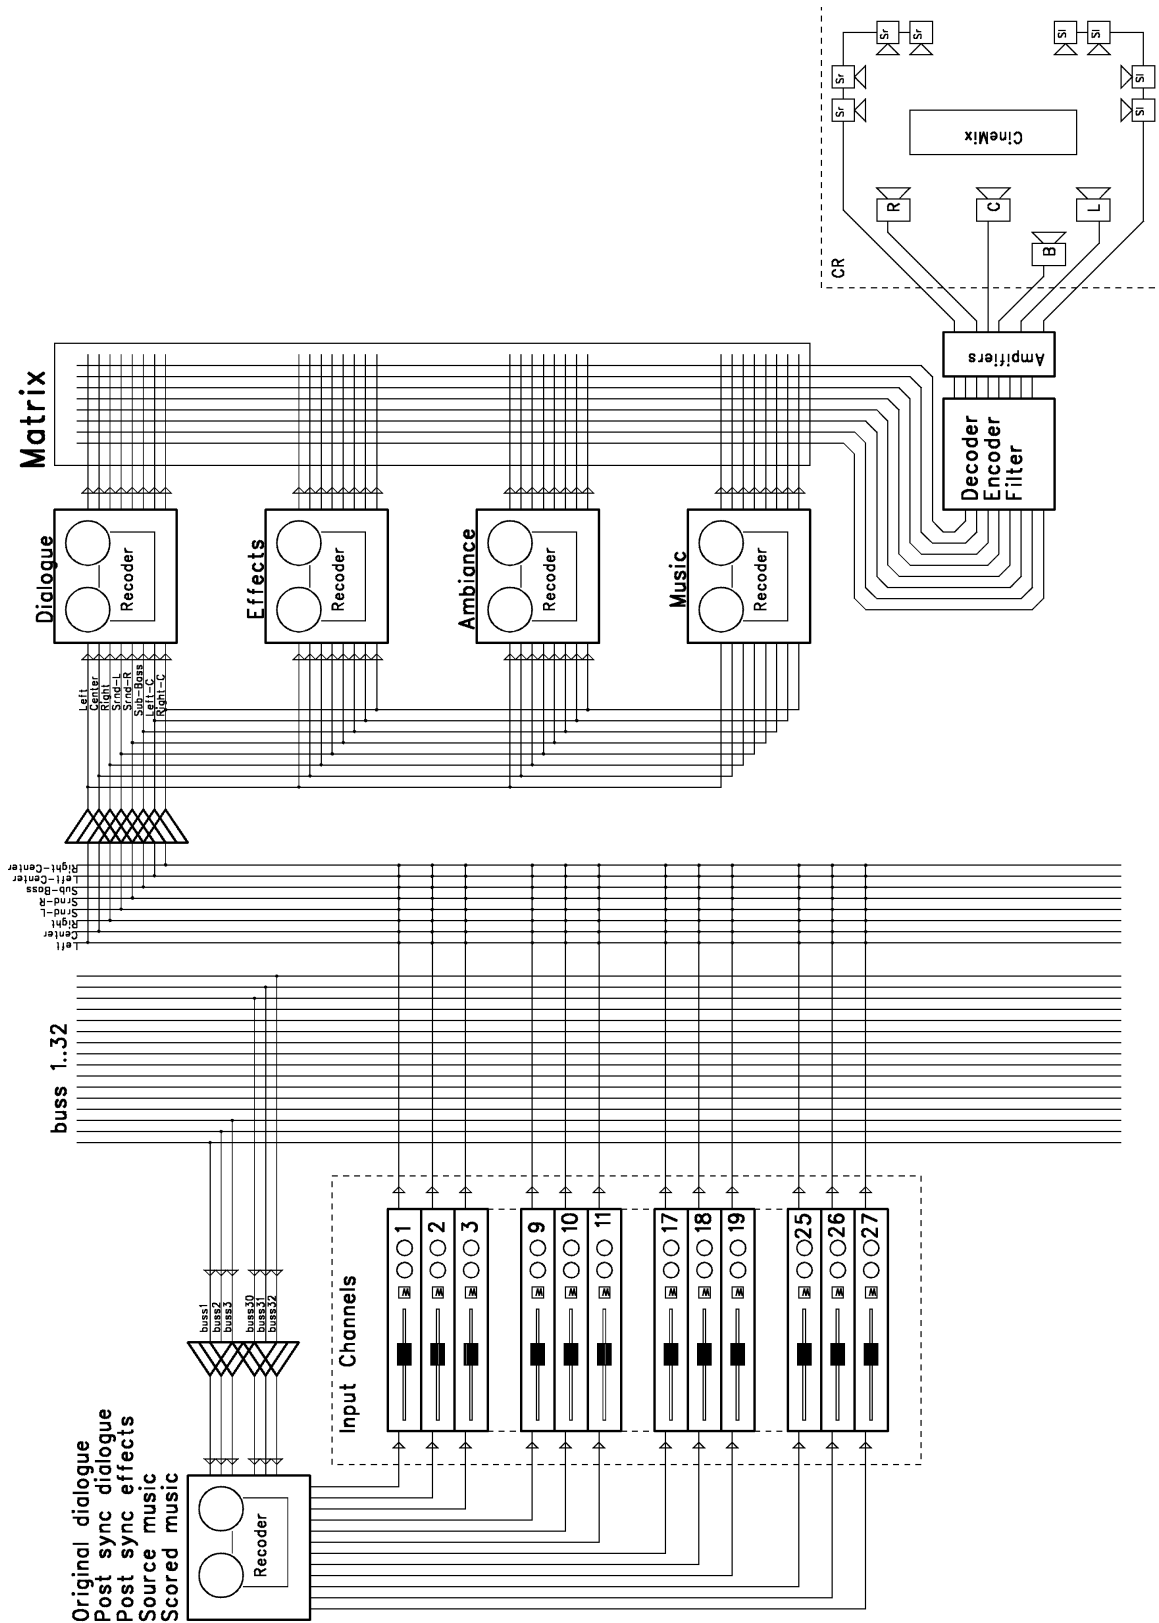 Original dialogue
Post sync dialogue
Post sync effects
Source music
Scored music
Recoder
buss1
buss2
buss3
buss30
buss31
buss32
Input Channels
1
2
3
9
10
11
17
18
19
25
26
27
M
M
M
M
M
M
M
M
M
M
M
M
buss 1..32
Left
Center
Right
Srnd-L
Srnd-R
Sub-Boss
Left-Center
Right-Center
Left
Center
Right
Srnd-L
Srnd-R
Sub-Bass
Left-C
Right-C
Dialogue
Recoder
Effects
Recoder
Ambiance
Recoder
Music
Recoder
Matrix
Decoder
Encoder
Filter
Ampifiers
CR
R
C
B
L
CineMix
Sr
Sr
Sr
Sr
Sl
Sl
Sl
Sl